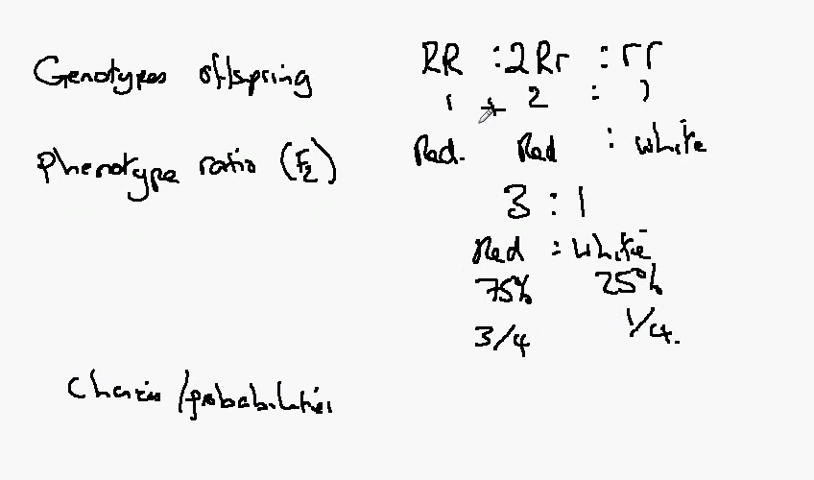 Genotypes offspring RR : 2Rr : rr
1 + 2 : 1
Phenotype ratio (F2) Red. Red : white
3 : 1
Red : white
75% 25%
3/4 1/4.
/probabilities